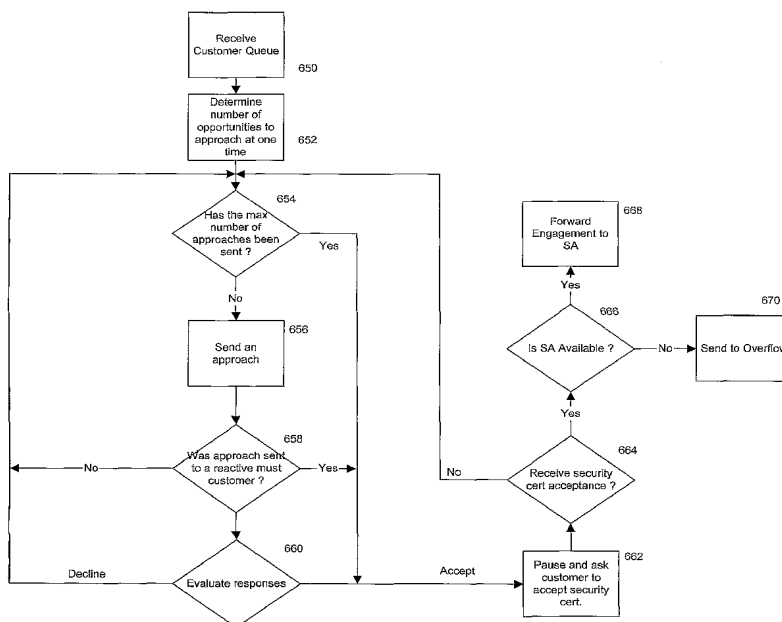 Receive
Customer Queue
650
Determine
number of
opportunities to
approach at one
time
652
654
Has the max
number of
approaches been
sent ?
Yes
No
656
Send an
approach
658
Was approach sent
to a reactive must
customer ?
No
Yes
660
Evaluate responses
Decline
Accept
662
Pause and ask
customer to
accept security
cert.
664
Receive security
cert acceptance ?
No
Yes
666
Is SA Available ?
No
Yes
668
Forward
Engagement to
SA
670
Send to Overflow